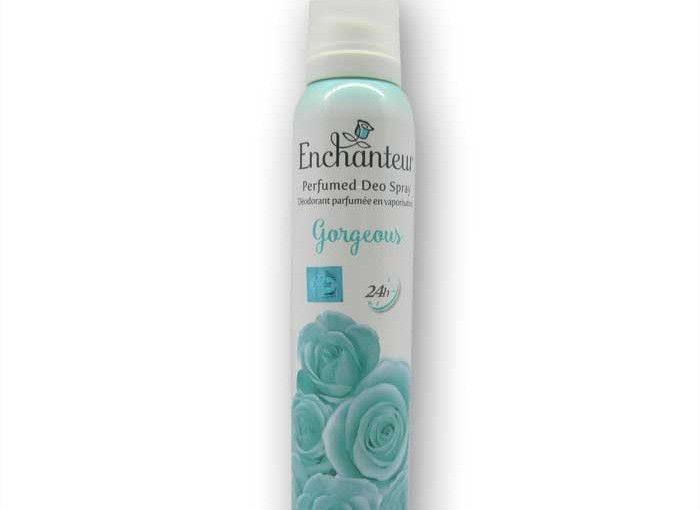 Enchanteur
Perfumed Deo Spray
Déodorant parfumée en vaporisateur
Gorgeous
24h